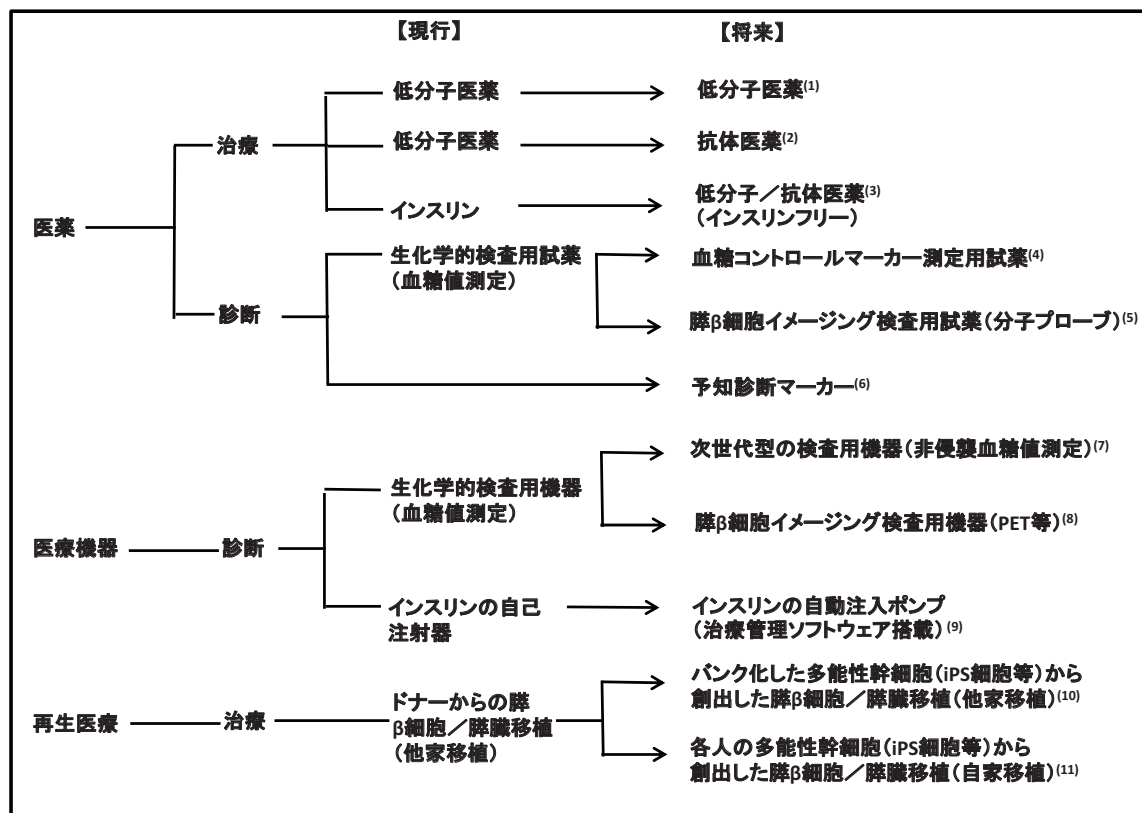 【現行】 【将来】
低分子医薬 低分子医薬(1)
治療 低分子医薬 抗体医薬(2)
インスリン 低分子／抗体医薬(3)
（インスリンフリー）
医薬
生化学的検査用試薬
（血糖値測定）
血糖コントロールマーカー測定用試薬(4)
診断
膵β細胞イメージング検査用試薬（分子プローブ）(5)
予知診断マーカー(6)
次世代型の検査用機器（非侵襲血糖値測定）(7)
生化学的検査用機器
（血糖値測定）
膵β細胞イメージング検査用機器（PET等）(8)
医療機器 診断
インスリンの自己
注射器
インスリンの自動注入ポンプ
（治療管理ソフトウェア搭載）(9)
バンク化した多能性幹細胞（iPS細胞等）から
創出した膵β細胞／膵臓移植（他家移植）(10)
再生医療 治療
ドナーからの膵
β細胞／膵臓移植
（他家移植）
各人の多能性幹細胞（iPS細胞等）から
創出した膵β細胞／膵臓移植（自家移植）(11)